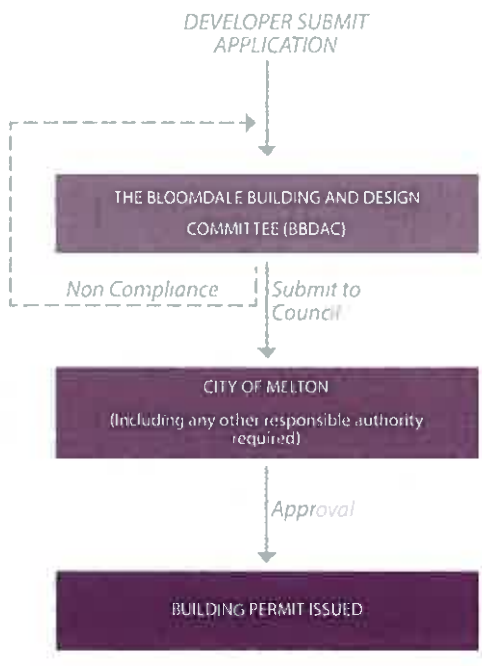 DEVELOPER SUBMIT
APPLICATION
THE BLOOMDALE BUILDING AND DESIGN
COMMITTEE (BBDAC)
Non Compliance
Submit to
Council
CITY OF MELTON
(Including any other responsible authority
required)
Approval
BUILDING PERMIT ISSUED